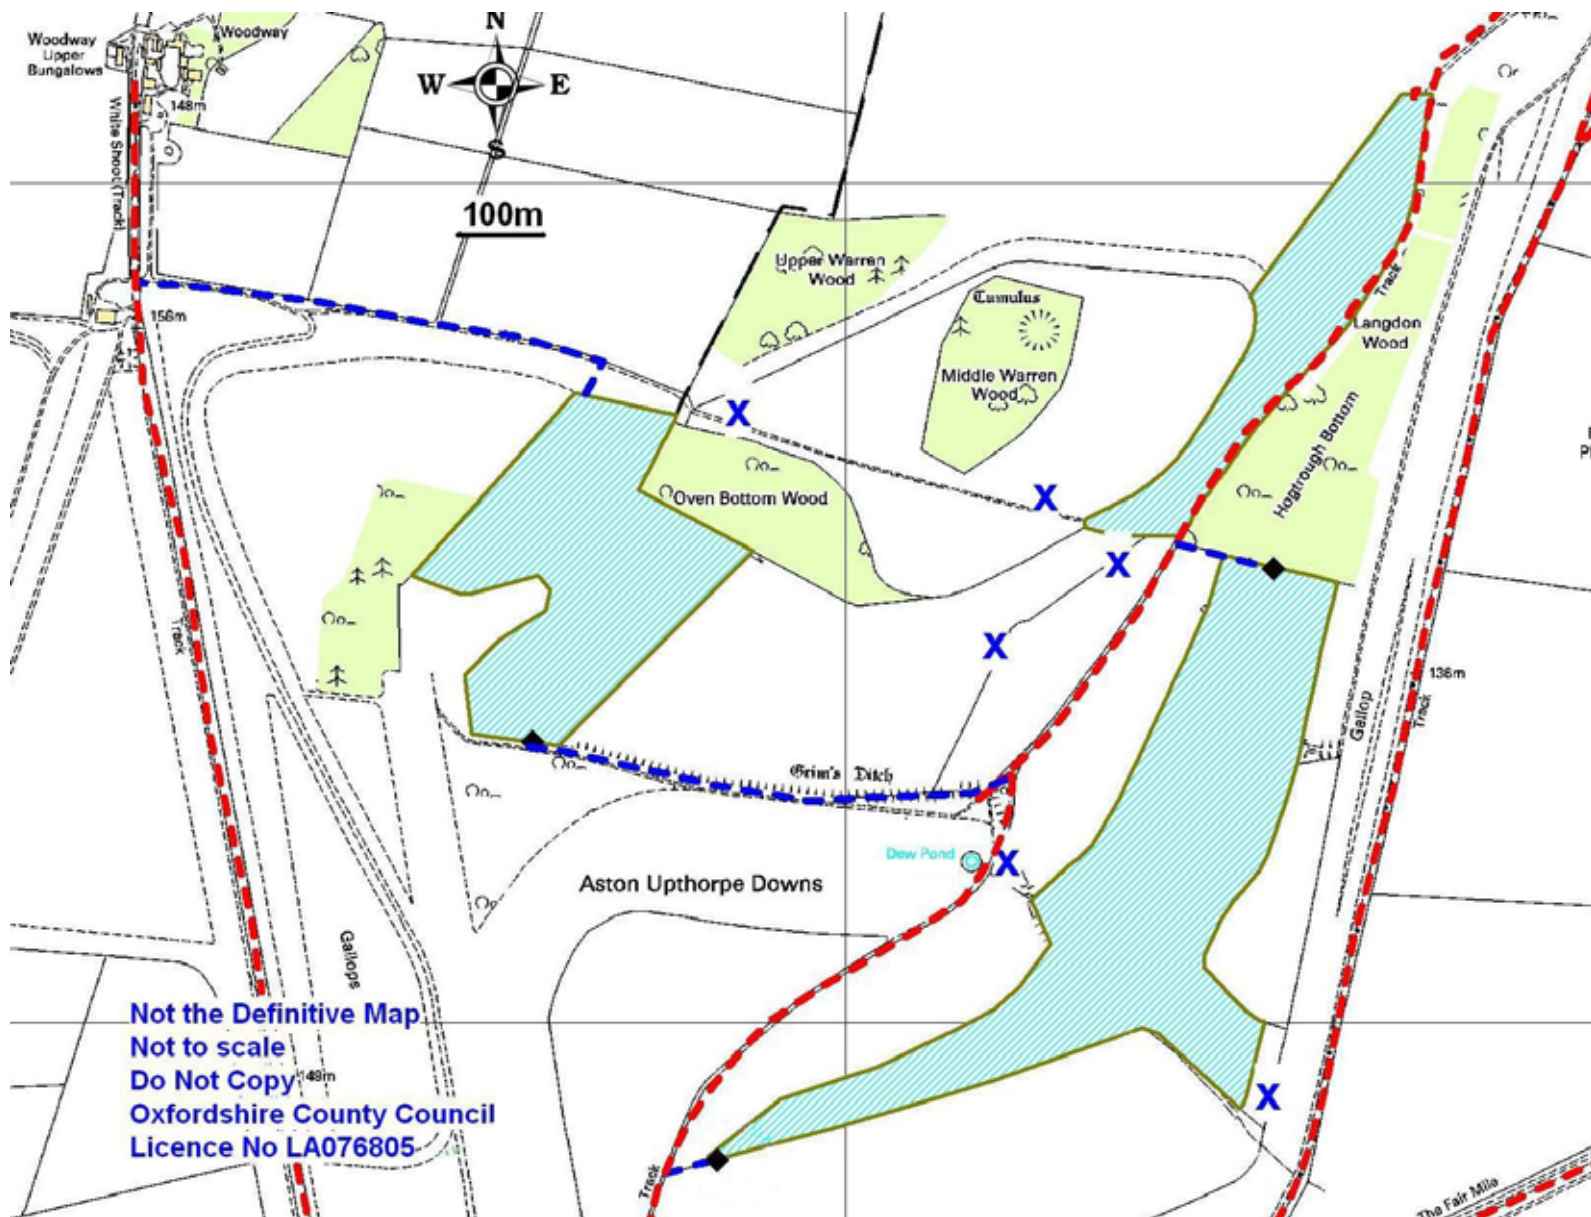 Woodway
Upper
Bungalows
Woodway
N
W
E
S
148m
White Shoot (Track)
100m
156m
Upper Warren
Wood
Tumulus
Middle Warren
Wood
Track
Langdon
Wood
Hogtrough Bottom
X
Oven Bottom Wood
X
X
X
Track
136m
Track
Gallop
Grim's Ditch
Dew Pond
X
Aston Upthorpe Downs
Gallops
Not the Definitive Map
Not to scale
Do Not Copy
149m
Oxfordshire County Council
Licence No LA076805
X
Track
The Fair Mile